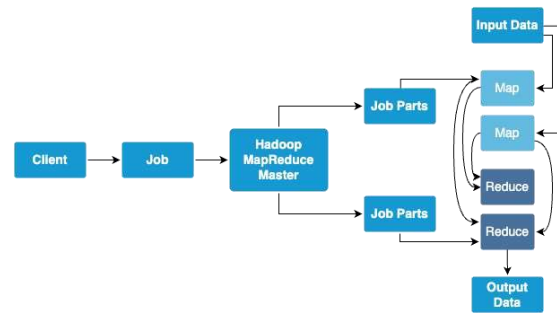 Input Data
Map
Job Parts
Map
Client
Job
Hadoop
MapReduce
Master
Reduce
Job Parts
Reduce
Output
Data